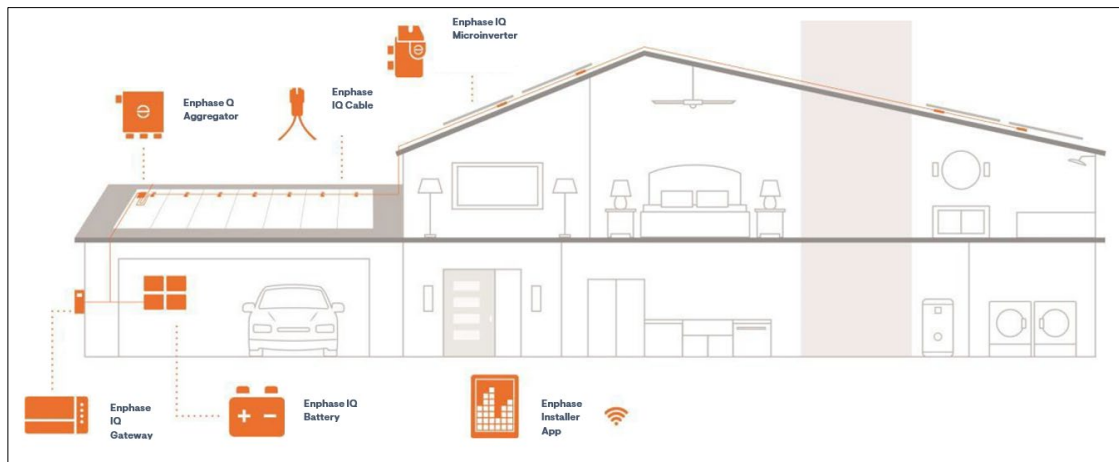 Enphase IQ
Microinverter
Enphase Q
Aggregator
Enphase
IQ Cable
Enphase
IQ
Gateway
Enphase IQ
Battery
Enphase
Installer
App